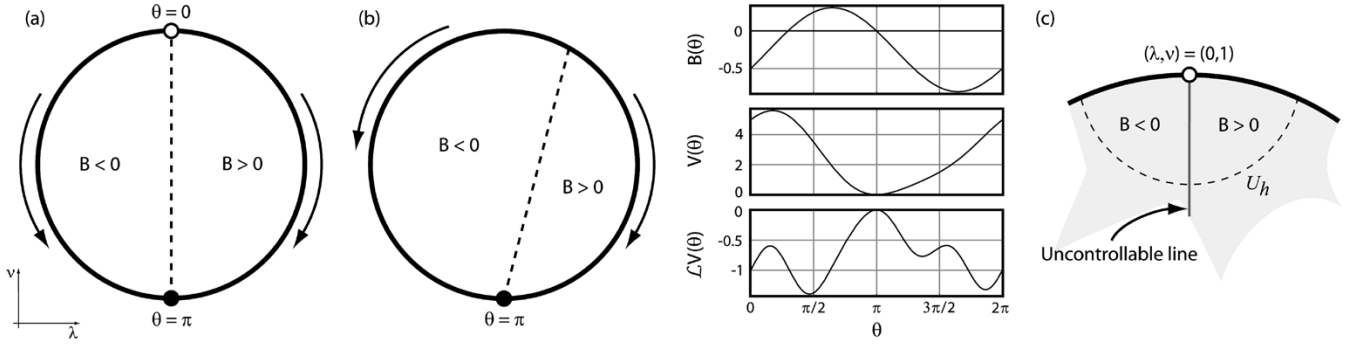 (a)
θ = 0
B < 0
B > 0
θ = π
ν
λ
(b)
B < 0
B > 0
θ = π
B(θ)
0
-0.5
V(θ)
4
2
0
ℒV(θ)
0
-0.5
-1
0
π/2
π
3π/2
2π
θ
(c)
(λ,ν) = (0,1)
B < 0
B > 0
U_h
Uncontrollable line